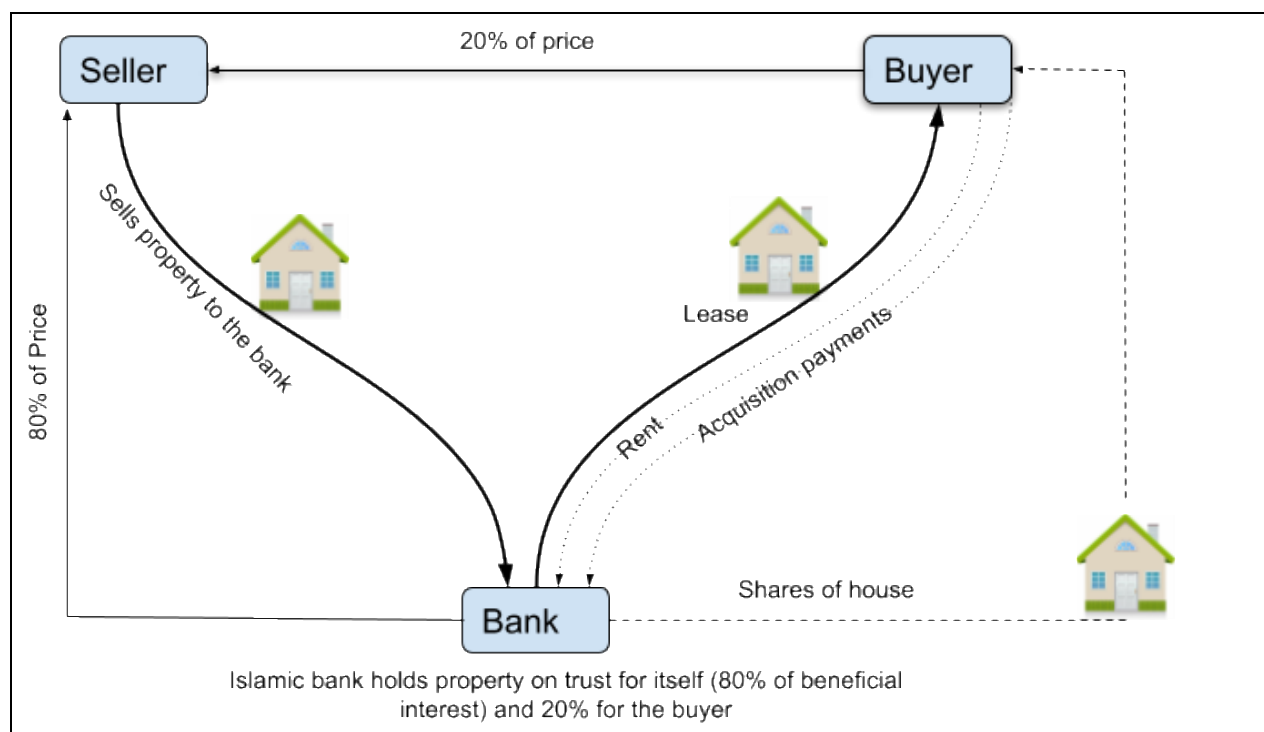 20% of price
Seller
Buyer
Sells property to the bank
80% of Price
Lease
Rent
Acquisition payments
Shares of house
Bank
Islamic bank holds property on trust for itself (80% of beneficial
interest) and 20% for the buyer